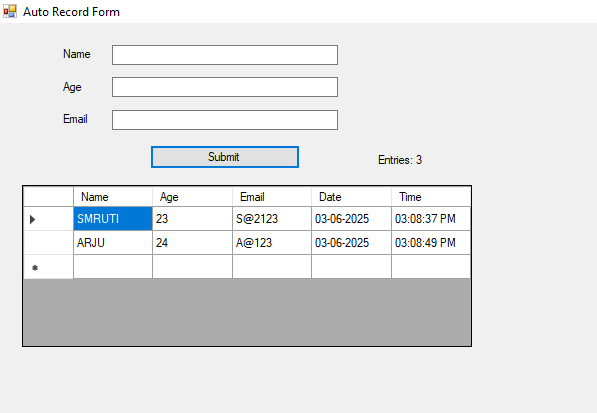 Auto Record Form
Name
Age
Email
Submit
Entries: 3
Name Age Email Date Time
SMRUTI 23 S@2123 03-06-2025 03:08:37 PM
ARJU 24 A@123 03-06-2025 03:08:49 PM